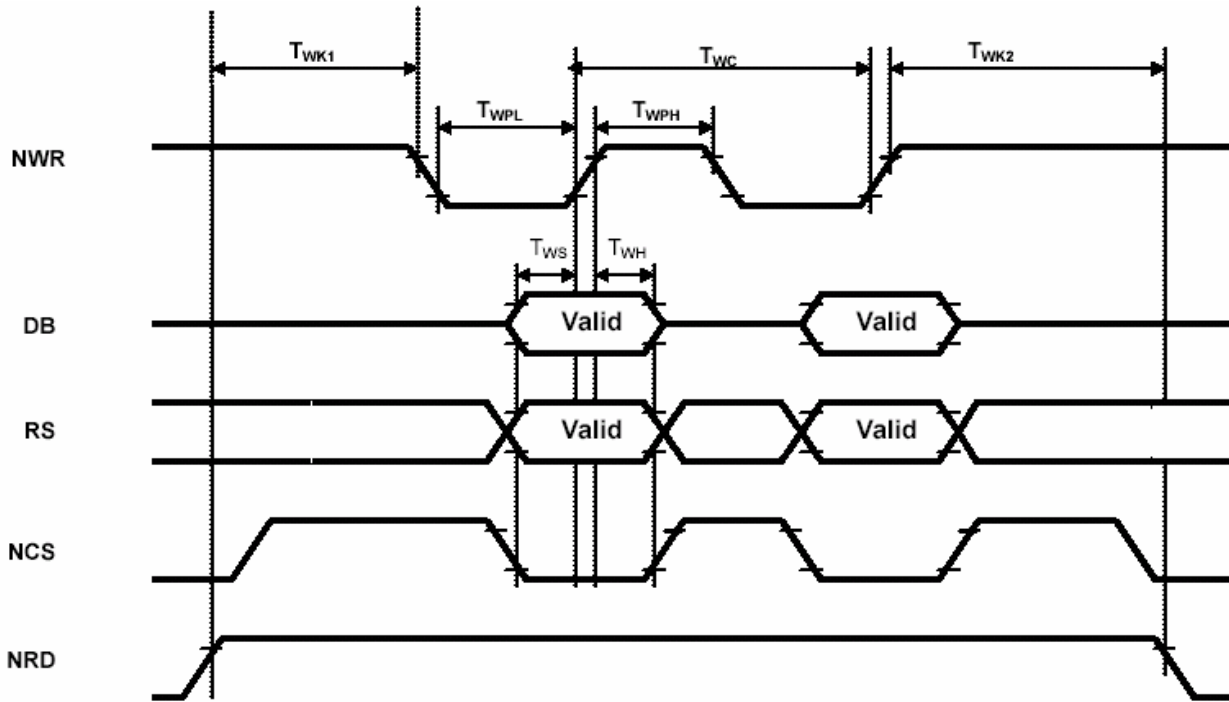 TWK1 TWC TWK2
TWPL TWPH
NWR
TWS TWH
DB Valid Valid
RS Valid Valid
NCS
NRD